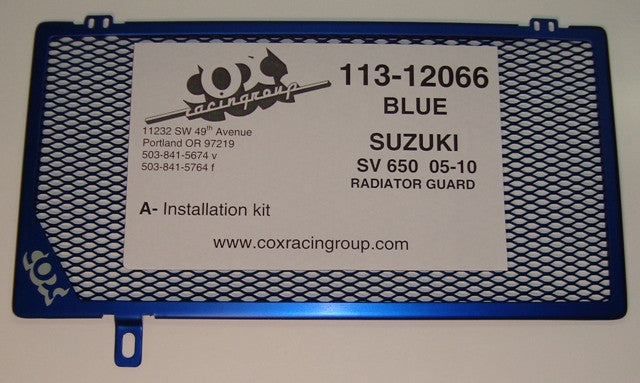 COX
racingroup
113-12066
BLUE
11232 SW 49th Avenue
Portland OR 97219
503-841-5674 v
503-841-5764 f
SUZUKI
SV 650 05-10
RADIATOR GUARD
A- Installation kit
www.coxracingroup.com
COX